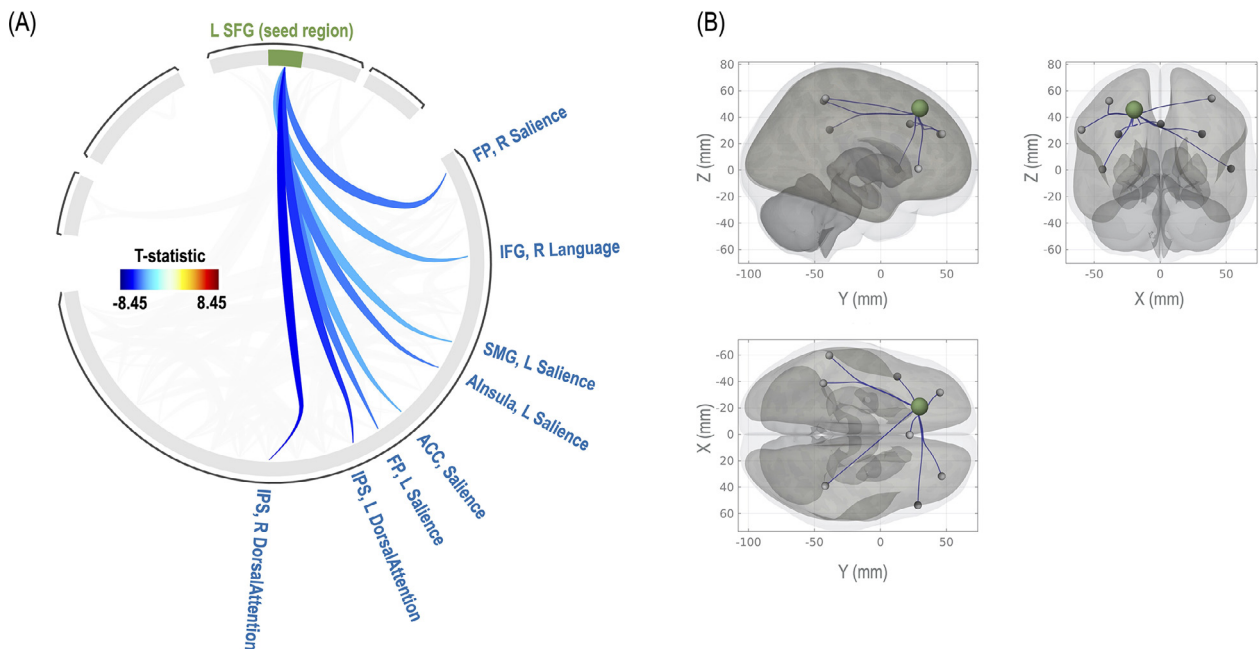 (A)
L SFG (seed region)
FP, R Salience
IFG, R Language
SMG, L Salience
AInsula, L Salience
ACC, Salience
FP, L Salience
IPS, L DorsalAttention
IPS, R DorsalAttention
T-statistic
-8.45 8.45
(B)
80
60
40
20
0
-20
-40
-60
Z (mm)
-100 -50 0 50
Y (mm)
80
60
40
20
0
-20
-40
-60
Z (mm)
-50 0 50
X (mm)
-60
-40
-20
0
20
40
60
X (mm)
-100 -50 0 50
Y (mm)